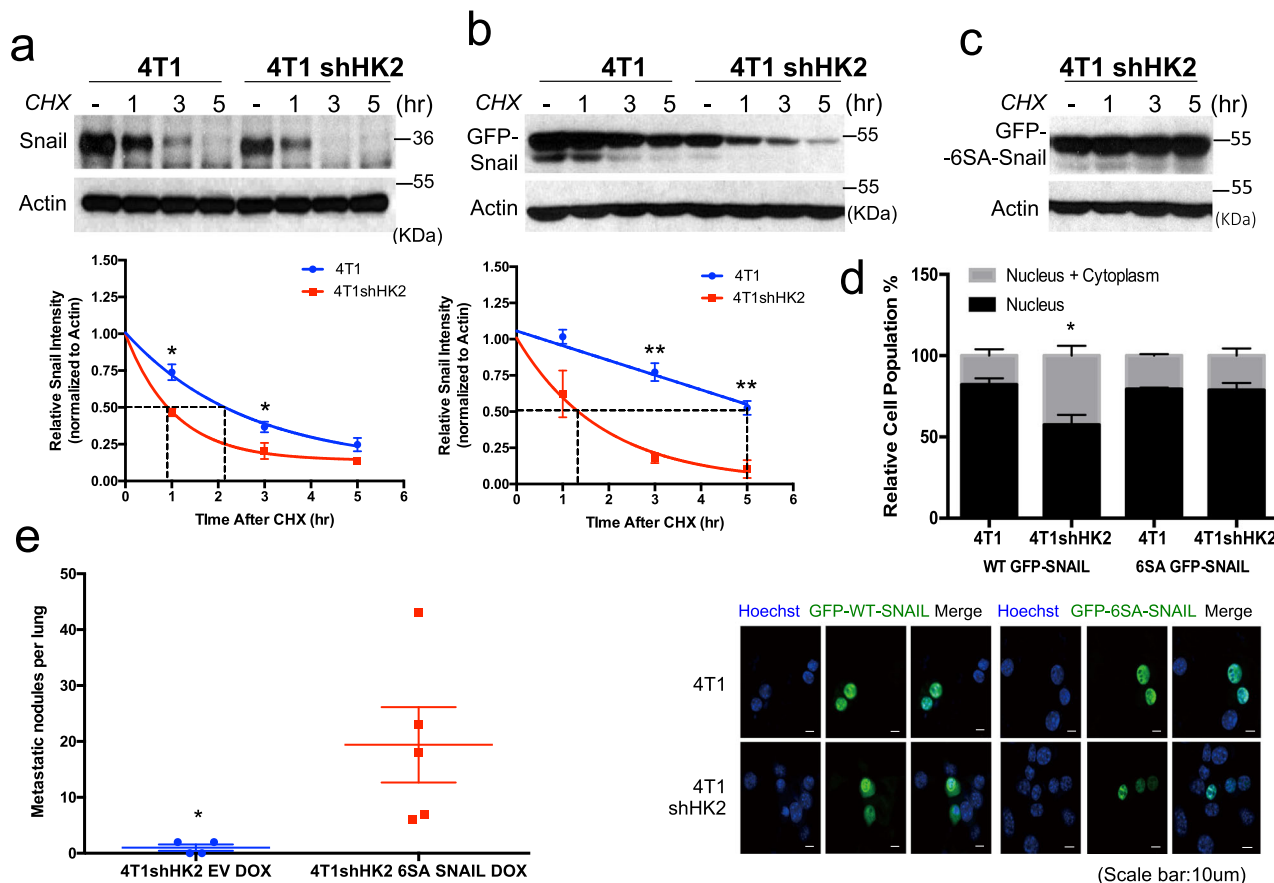 a
4T1 4T1 shHK2
CHX - 1 3 5 - 1 3 5 (hr)
Snail
36
55
Actin
(KDa)
1.50
1.25
1.00
0.75
0.50
0.25
0.00
Relative Snail Intensity
(normalized to Actin)
4T1
4T1shHK2
*
*
0 1 2 3 4 5 6
TIme After CHX (hr)
b
4T1 4T1 shHK2
CHX - 1 3 5 - 1 3 5 (hr)
GFP-
Snail
55
55
Actin
(KDa)
1.50
1.25
1.00
0.75
0.50
0.25
0.00
Relative Snail Intensity
(normalized to Actin)
4T1
4T1shHK2
**
**
0 1 2 3 4 5 6
TIme After CHX (hr)
c
4T1 shHK2
CHX - 1 3 5 (hr)
GFP-
-6SA-Snail
55
55
Actin
(KDa)
d
150
100
50
0
Relative Cell Population %
Nucleus + Cytoplasm
Nucleus
*
4T1 4T1shHK2 4T1 4T1shHK2
WT GFP-SNAIL 6SA GFP-SNAIL
Hoechst GFP-WT-SNAIL Merge Hoechst GFP-6SA-SNAIL Merge
4T1
4T1
shHK2
(Scale bar:10um)
e
50
40
30
20
10
0
Metastatic nodules per lung
*
4T1shHK2 EV DOX 4T1shHK2 6SA SNAIL DOX